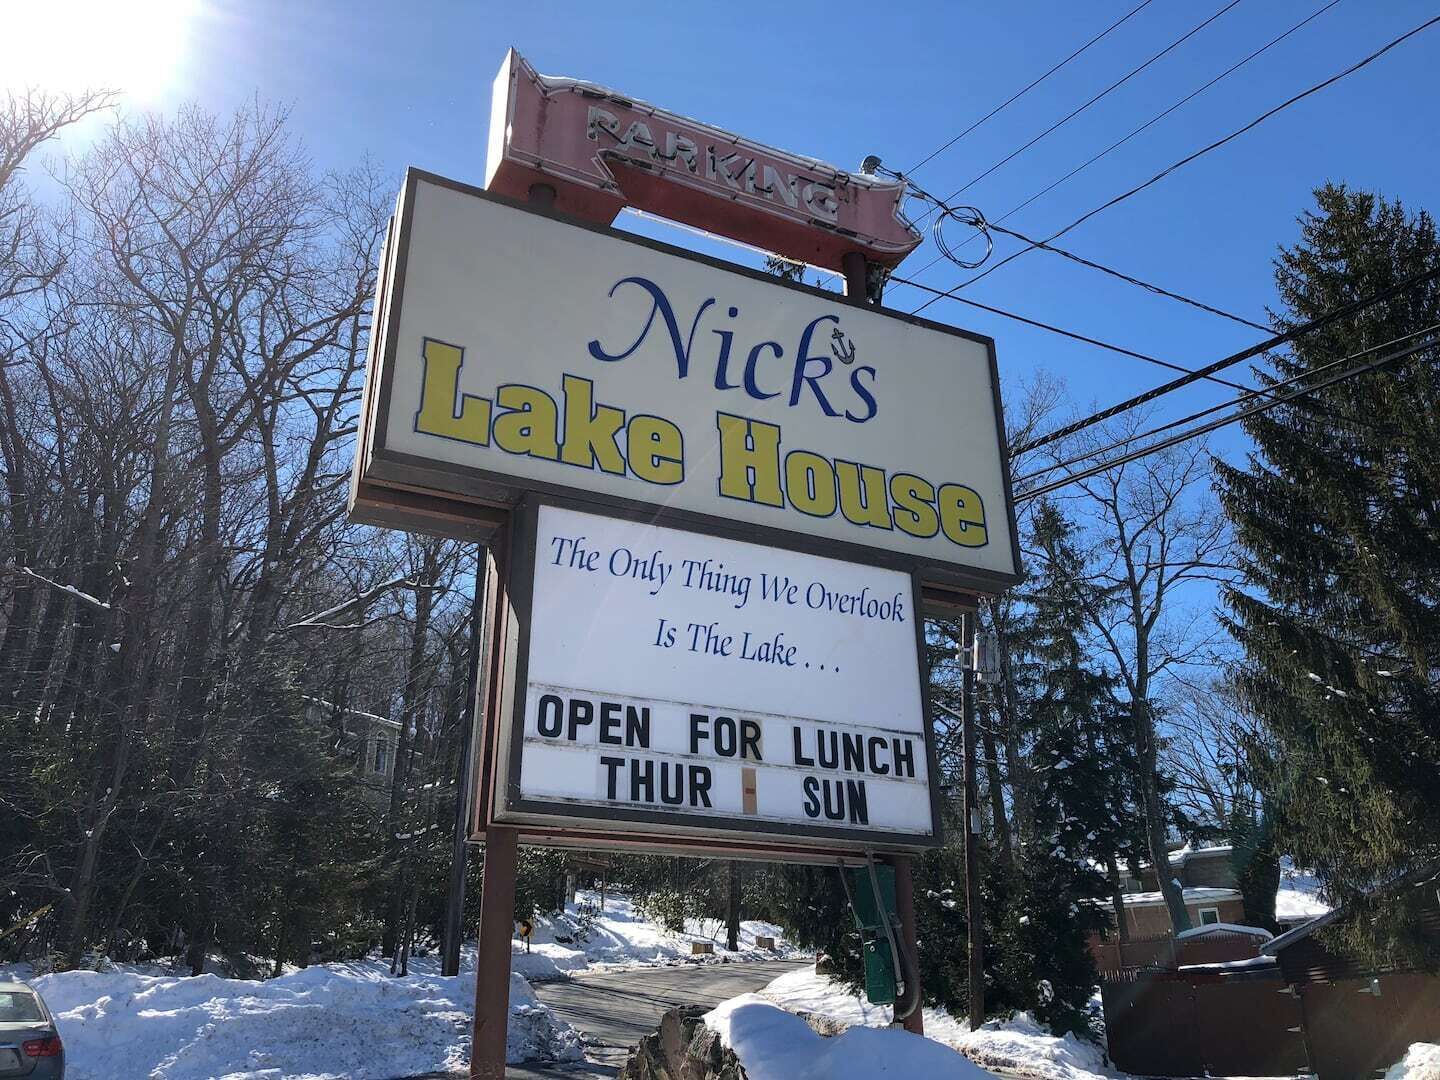 PARKING
Nick's
Lake House
The Only Thing We Overlook
Is The Lake . . .
OPEN FOR LUNCH
THUR - SUN